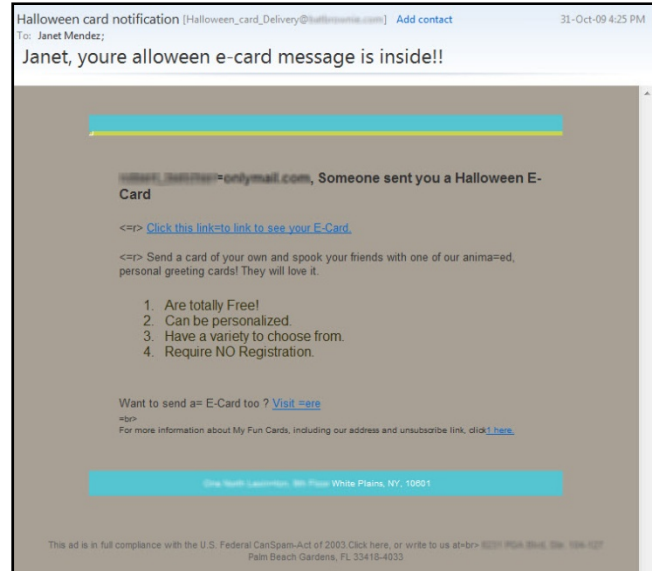 Halloween card notification [Halloween_card_Delivery@ ] Add contact 31-Oct-09 4:25 PM
To: Janet Mendez;
Janet, youre alloween e-card message is inside!!
=onlymail.com, Someone sent you a Halloween E-
Card
<=r> Click this link=to link to see your E-Card.
<=r> Send a card of your own and spook your friends with one of our anima=ed,
personal greeting cards! They will love it.
1. Are totally Free!
2. Can be personalized.
3. Have a variety to choose from.
4. Require NO Registration.
Want to send a= E-Card too ? Visit =ere
=br>
For more information about My Fun Cards, including our address and unsubscribe link, click1 here.
White Plains, NY, 10601
This ad is in full compliance with the U.S. Federal CanSpam-Act of 2003.Click here, or write to us at<br>
Palm Beach Gardens, FL 33418-4033